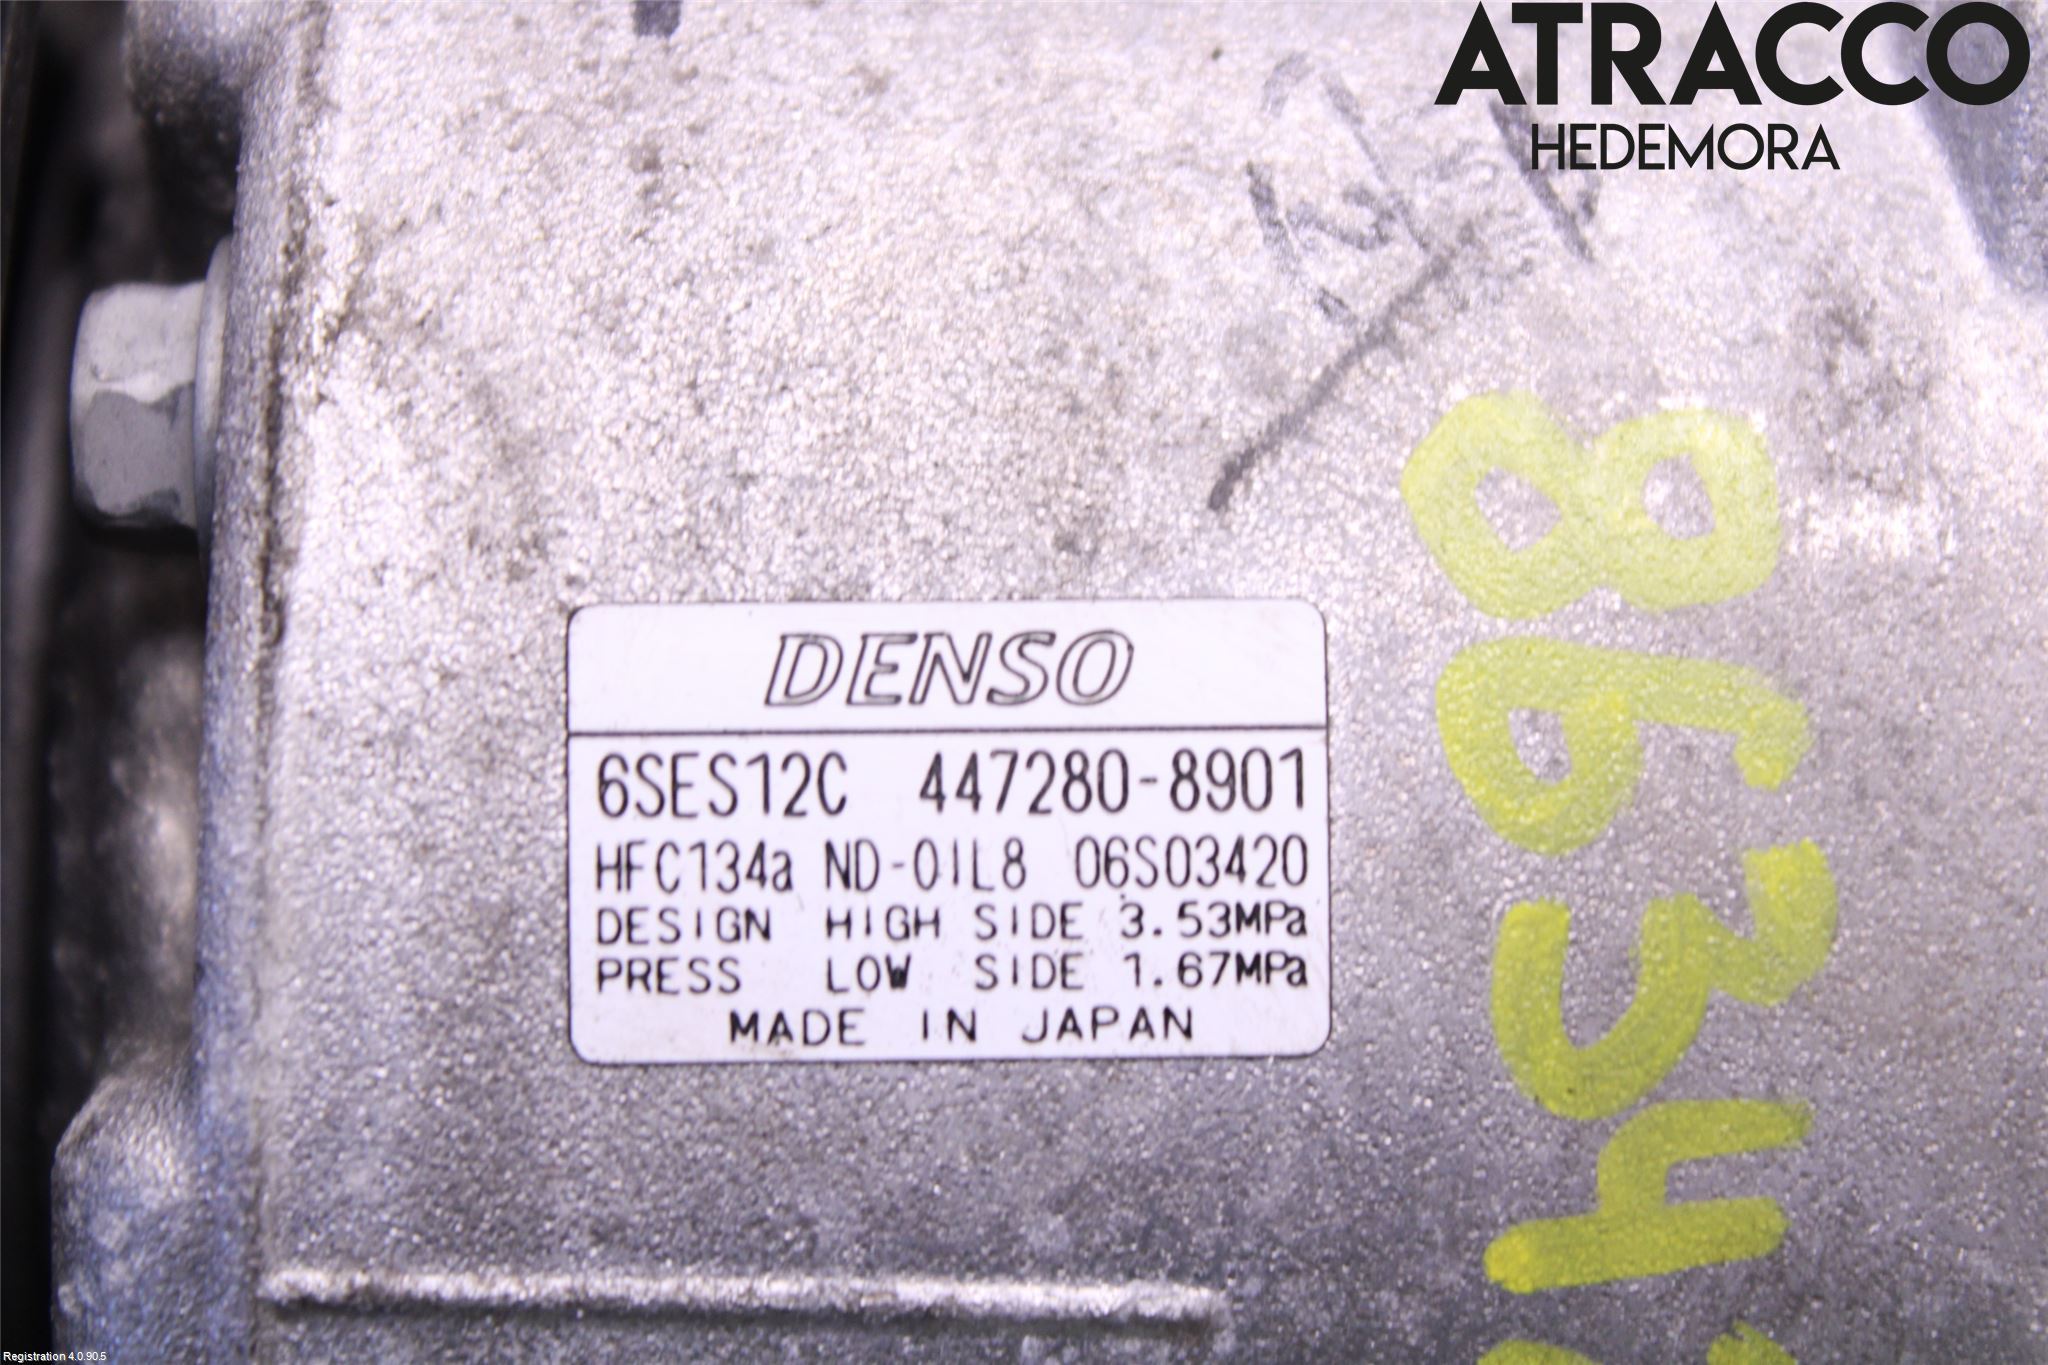 ATRACCO
HEDEMORA
DENSO
6SES12C 447280-8901
HFC134a ND-OIL8 06S03420
DESIGN HIGH SIDE 3.53MPa
PRESS LOW SIDE 1.67MPa
MADE IN JAPAN
8634
Registration 4.0.90.5